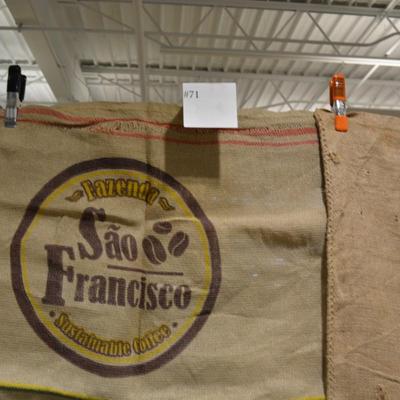 #71
Fazenda
São
Francisco
Sustainable Coffee